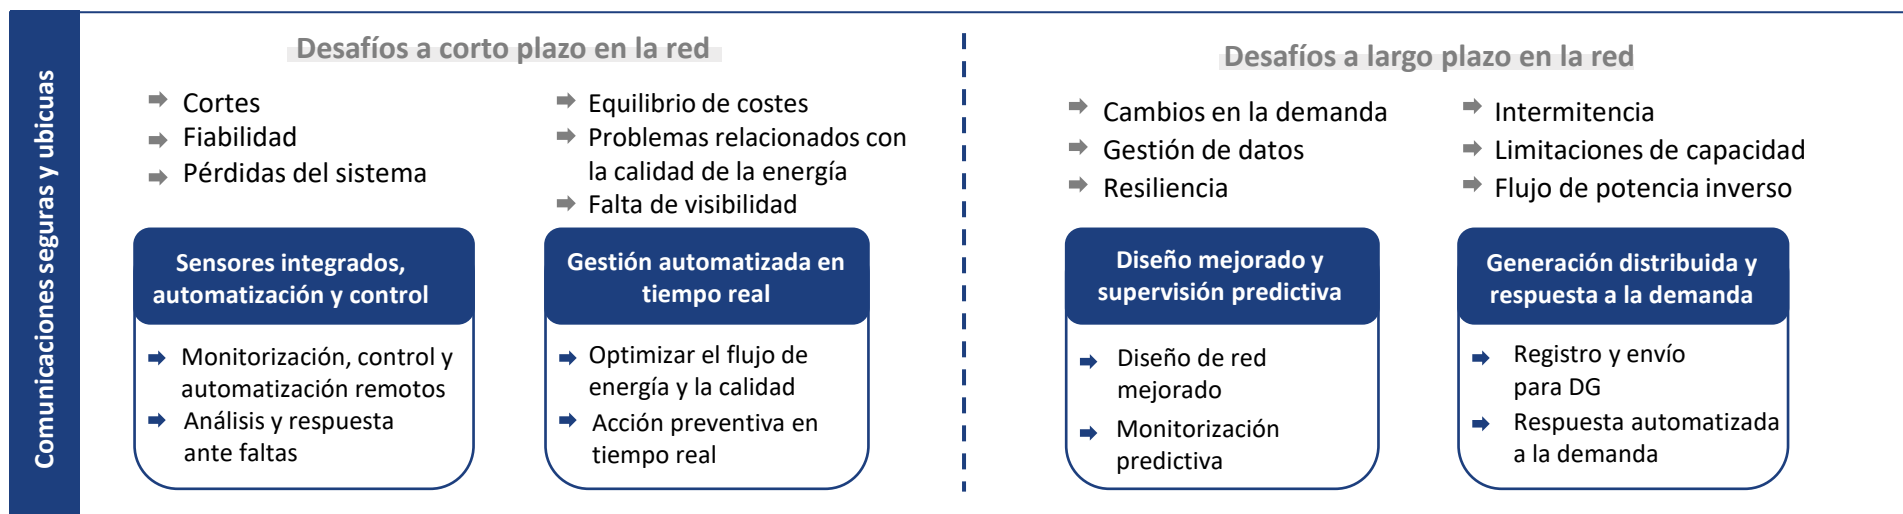 Comunicaciones seguras y ubicuas
Desafíos a corto plazo en la red
Cortes
Fiabilidad
Pérdidas del sistema
Equilibrio de costes
Problemas relacionados con
la calidad de la energía
Falta de visibilidad
Sensores integrados,
automatización y control
Monitorización, control y
automatización remotos
Análisis y respuesta
ante faltas
Gestión automatizada en
tiempo real
Optimizar el flujo de
energía y la calidad
Acción preventiva en
tiempo real
Desafíos a largo plazo en la red
Cambios en la demanda
Gestión de datos
Resiliencia
Intermitencia
Limitaciones de capacidad
Flujo de potencia inverso
Diseño mejorado y
supervisión predictiva
Diseño de red
mejorado
Monitorización
predictiva
Generación distribuida y
respuesta a la demanda
Registro y envío
para DG
Respuesta automatizada
a la demanda